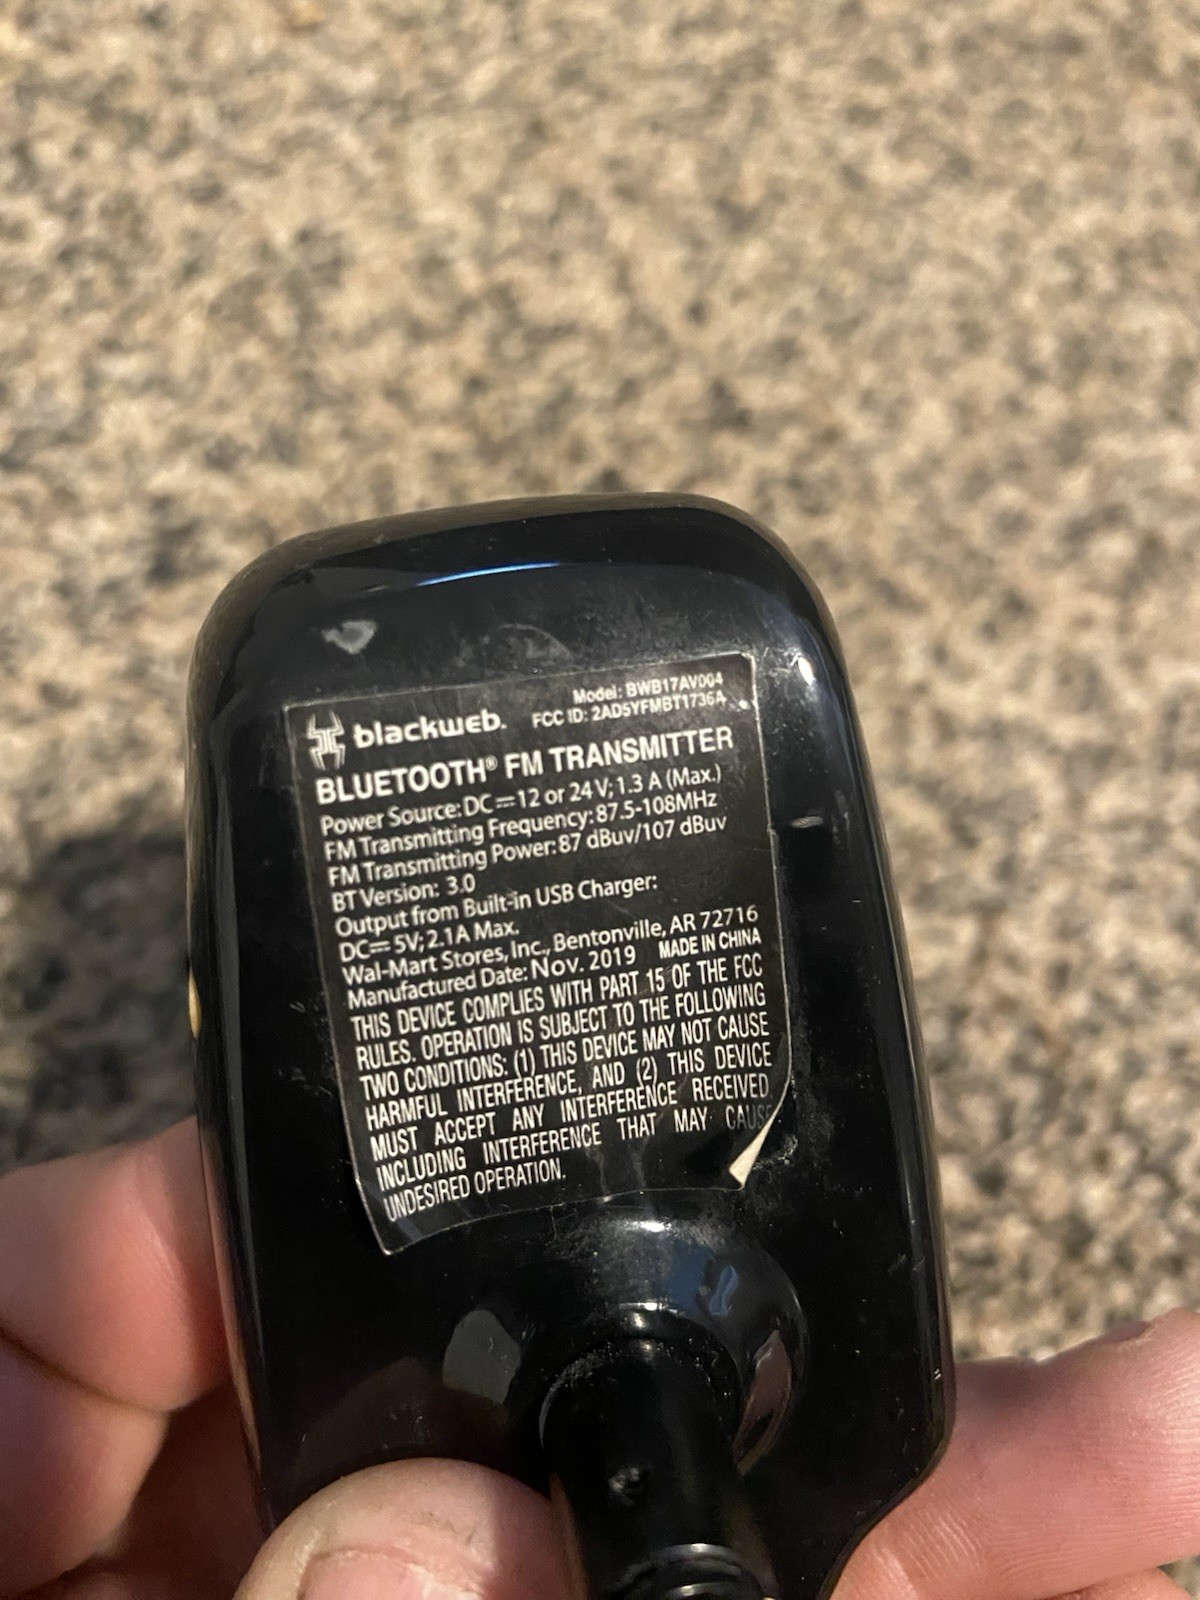 Model: BWB17AV004
blackweb. FCC ID: 2AD5YFMBT1736A
BLUETOOTH® FM TRANSMITTER
Power Source: DC⎓12 or 24 V; 1.3 A (Max.)
FM Transmitting Frequency: 87.5-108MHz
FM Transmitting Power: 87 dBuv/107 dBuv
BT Version: 3.0
Output from Built-in USB Charger:
DC⎓ 5V; 2.1A Max.
Wal-Mart Stores, Inc., Bentonville, AR 72716
Manufactured Date: Nov. 2019 MADE IN CHINA
THIS DEVICE COMPLIES WITH PART 15 OF THE FCC
RULES. OPERATION IS SUBJECT TO THE FOLLOWING
TWO CONDITIONS: (1) THIS DEVICE MAY NOT CAUSE
HARMFUL INTERFERENCE, AND (2) THIS DEVICE
MUST ACCEPT ANY INTERFERENCE RECEIVED,
INCLUDING INTERFERENCE THAT MAY CAUSE
UNDESIRED OPERATION.